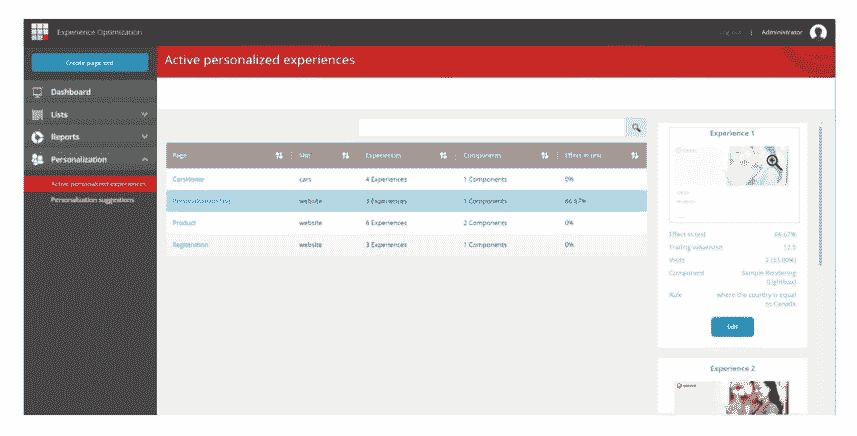 Experience Optimization
Log out | Administrator
Create page test
Active personalized experiences
Dashboard
Lists
Reports
Personalization
Active personalized experiences
Personalization suggestions
Page Site Experiences Components Effect in test
cars 4 Experiences 1 Components 0%
website 3 Experiences 1 Components 66.67%
Product website 6 Experiences 2 Components 0%
Registration website 3 Experiences 1 Components 0%
Experience 1
Effect in test 66.67%
Trailing value/visit 12.5
Visits 2 (33.00%)
Component Sample Rendering
(Lightbox)
Rule where the country is equal
to Canada
Edit
Experience 2